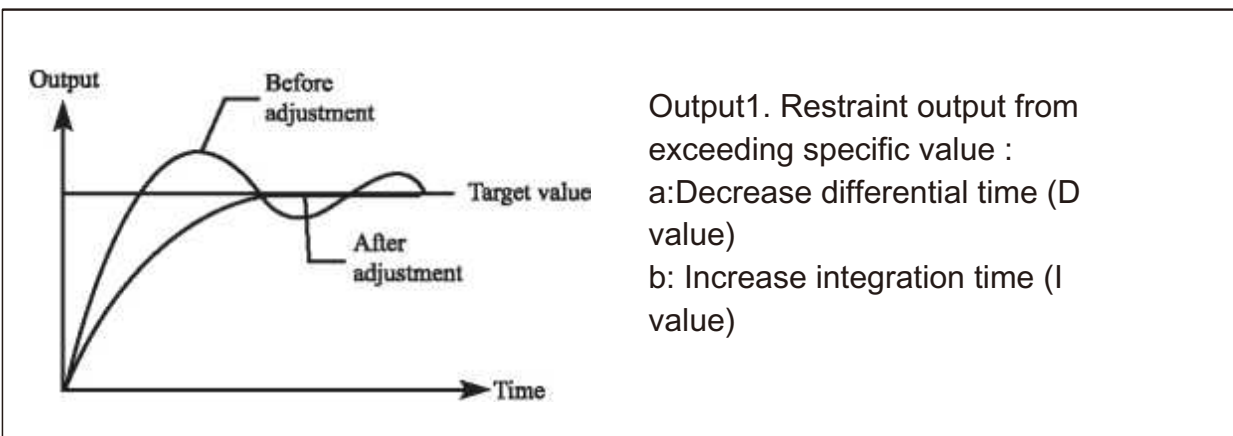 Output
Before
adjustment
Target value
After
adjustment
Time
Output1. Restraint output from
exceeding specific value :
a:Decrease differential time (D
value)
b: Increase integration time (I
value)